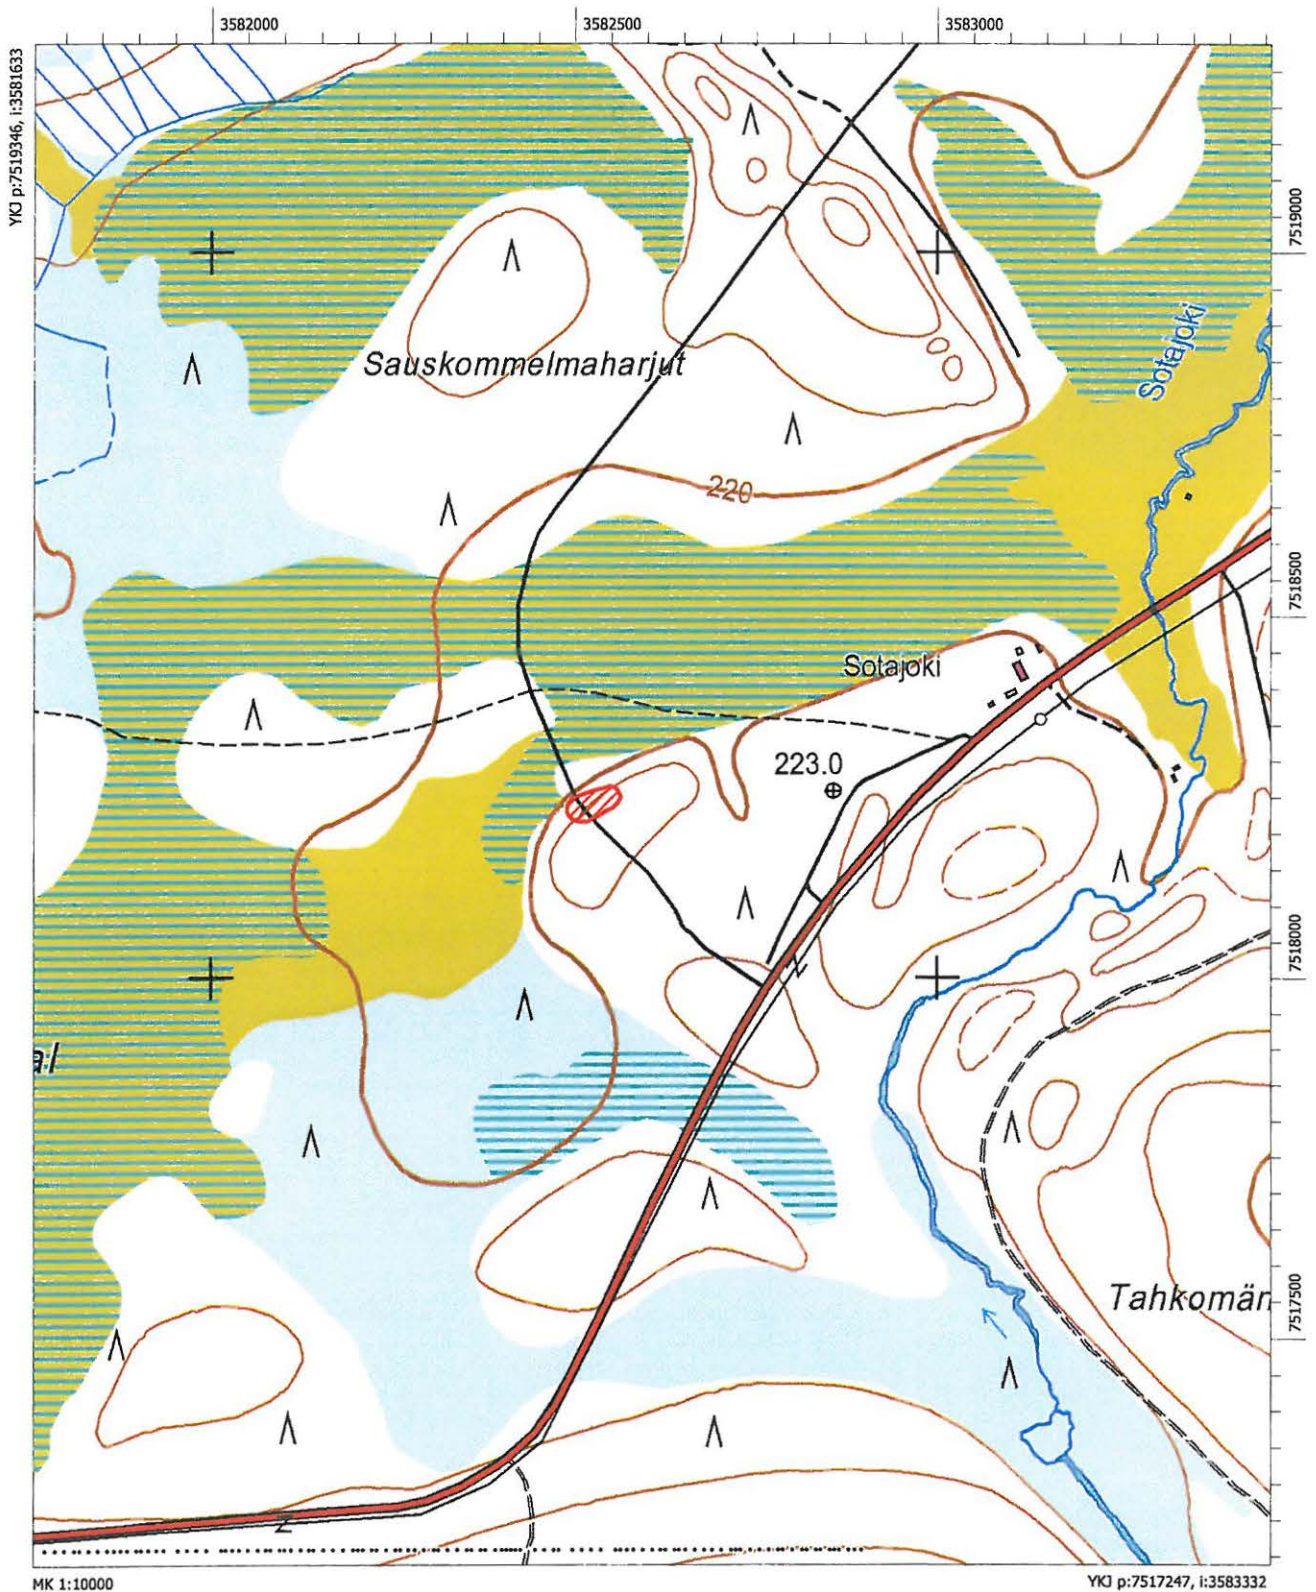 3582000
3582500
3583000
YKJ p:7519346, i:3581633
7519000
Sotajoki
Sauskommelmaharjut
220
7518500
Sotajoki
223.0
7518000
al
7517500
Tahkomän
MK 1:10000
YKJ p:7517247, i:3583332